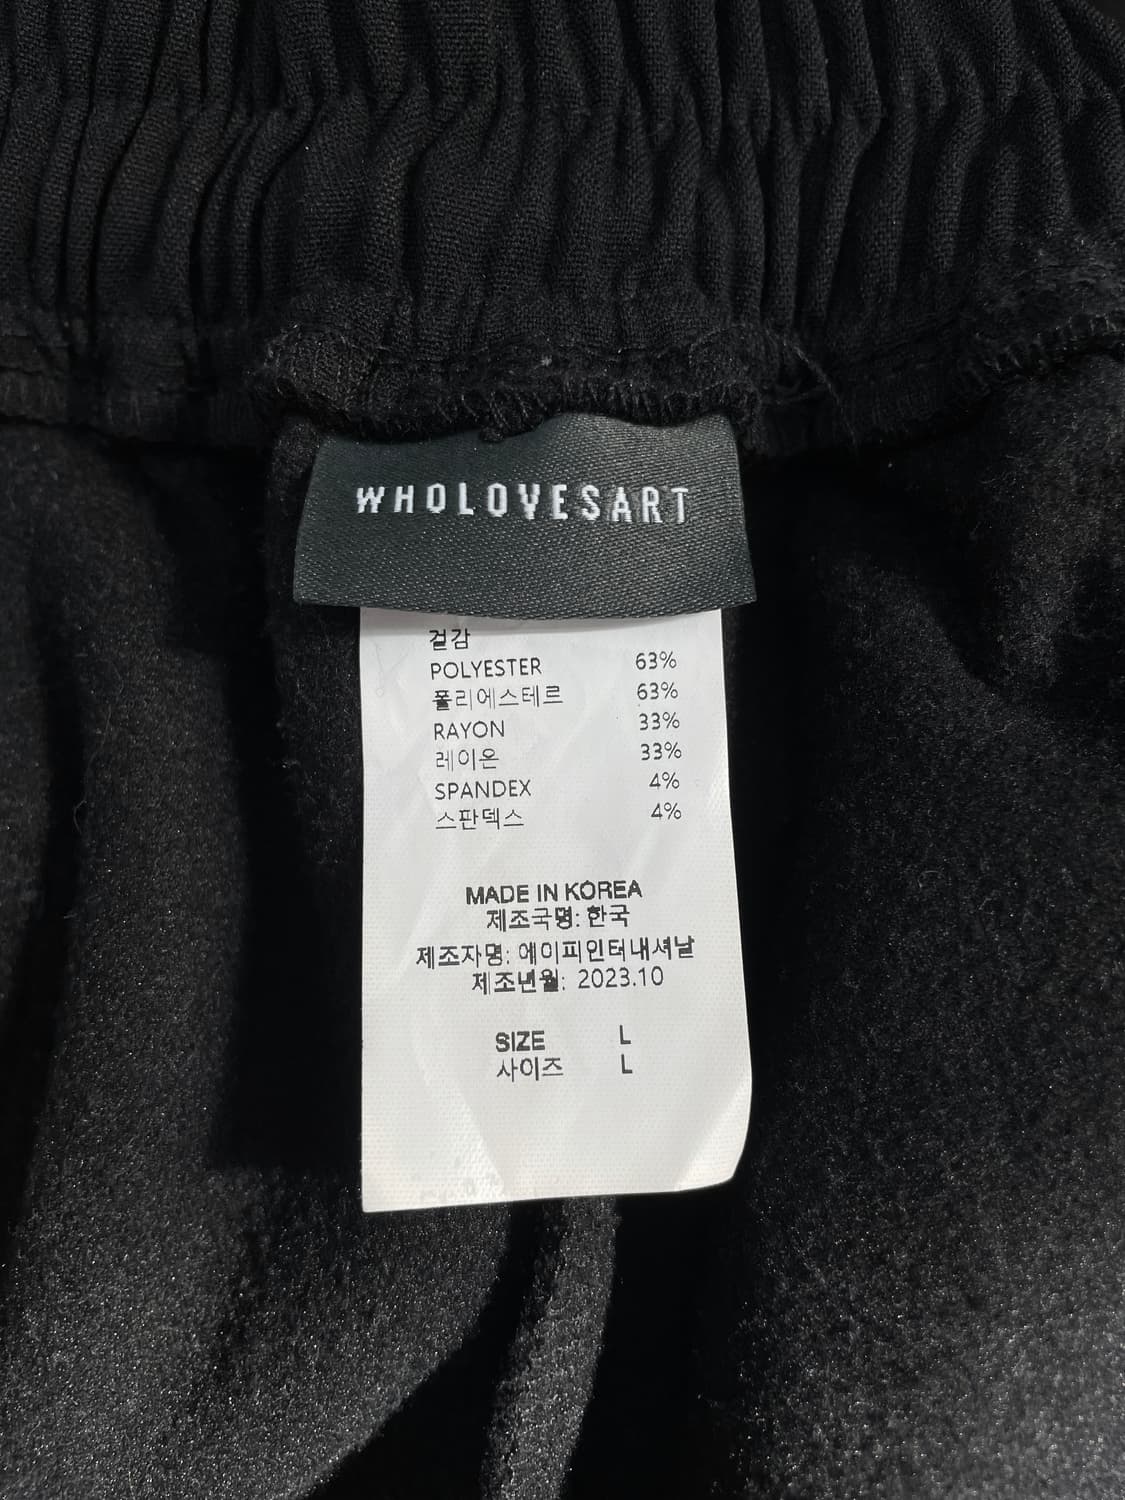 WHOLOVESART
겉감
POLYESTER 63%
폴리에스테르 63%
RAYON 33%
레이온 33%
SPANDEX 4%
스판덱스 4%
MADE IN KOREA
제조국명: 한국
제조자명: 에이피인터내셔날
제조년월: 2023.10
SIZE L
사이즈 L